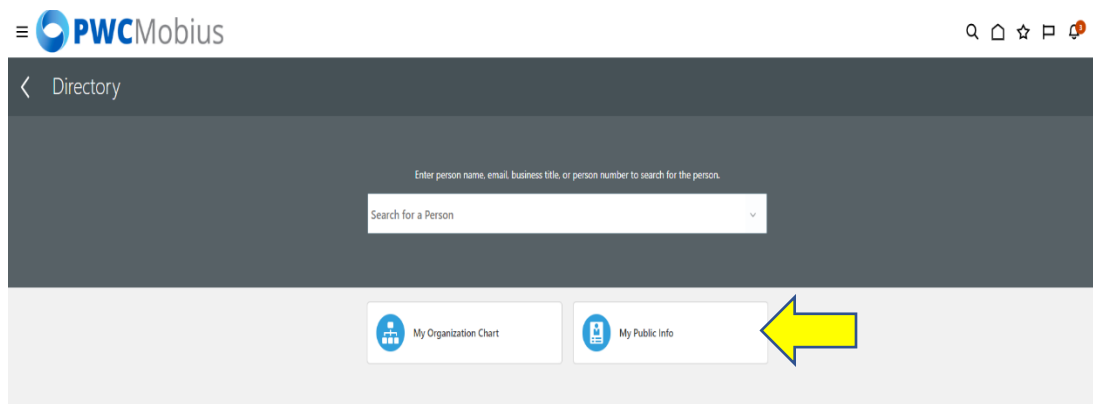 PWCMobius
3
Directory
Enter person name, email, business title, or person number to search for the person.
Search for a Person
My Organization Chart
My Public Info